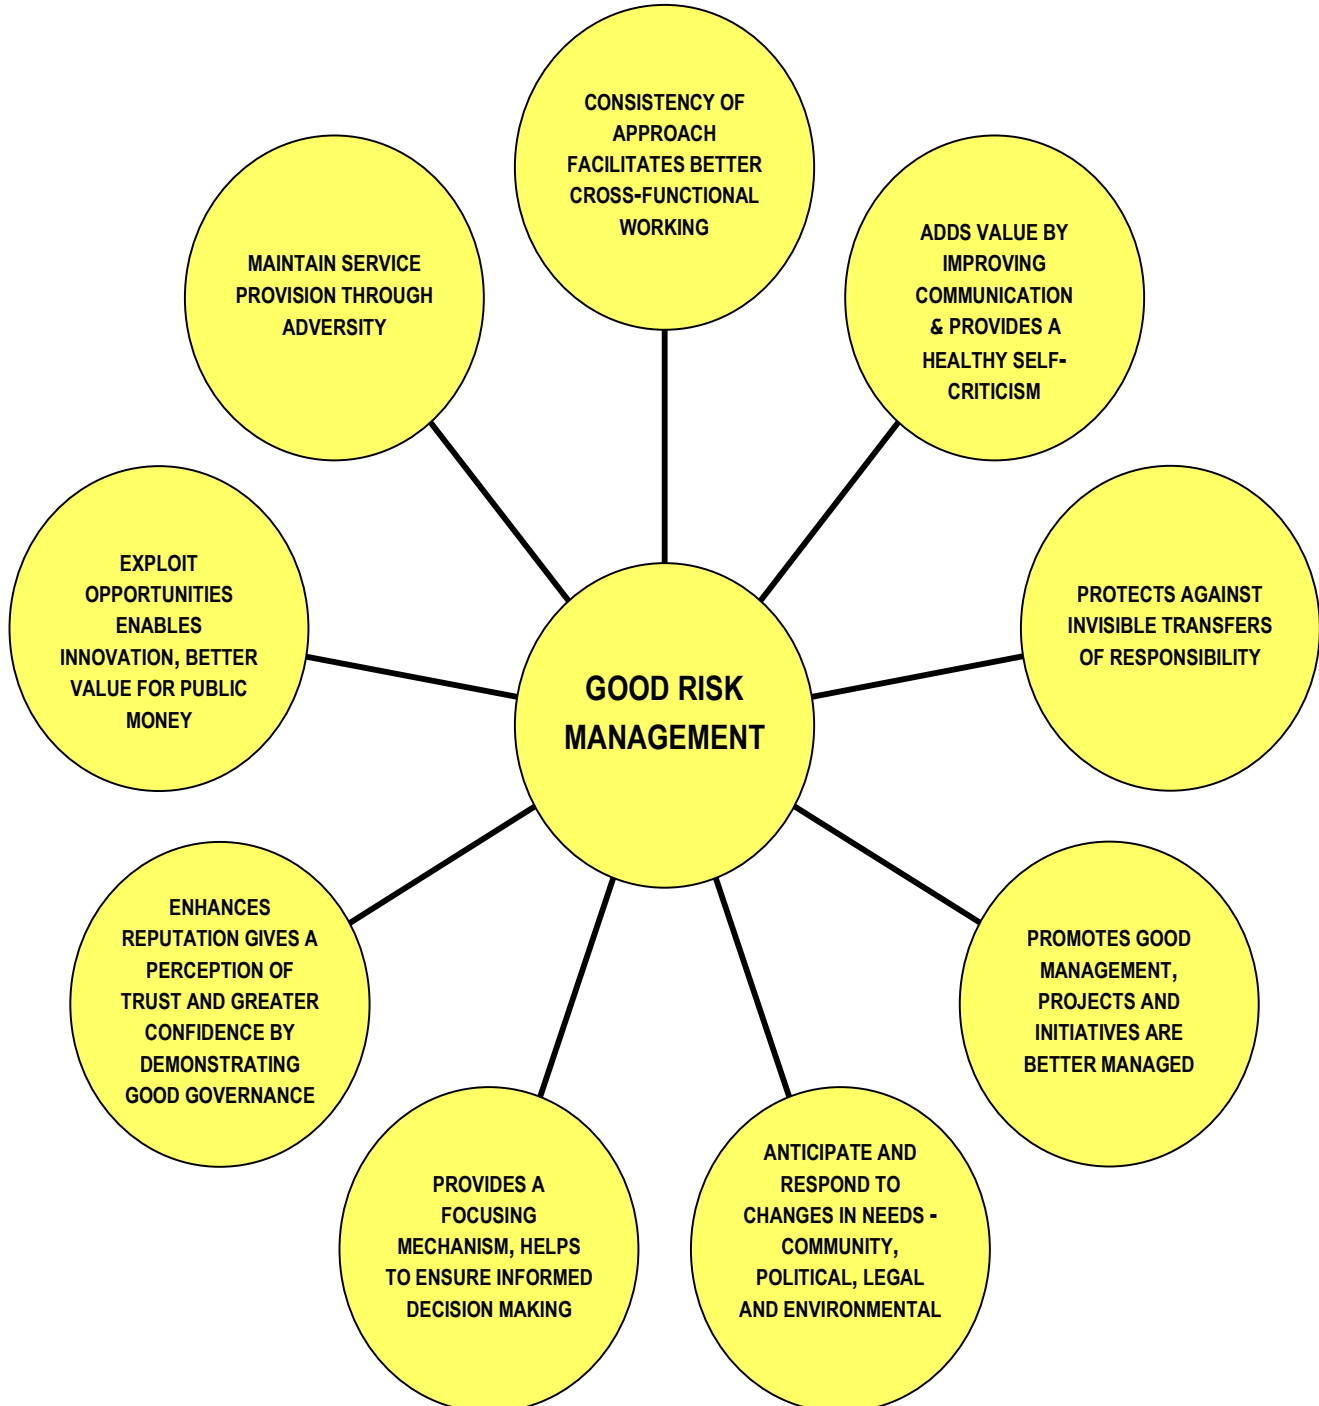 CONSISTENCY OF
APPROACH
FACILITATES BETTER
CROSS-FUNCTIONAL
WORKING
ADDS VALUE BY
IMPROVING
COMMUNICATION
& PROVIDES A
HEALTHY SELF-
CRITICISM
PROTECTS AGAINST
INVISIBLE TRANSFERS
OF RESPONSIBILITY
PROMOTES GOOD
MANAGEMENT,
PROJECTS AND
INITIATIVES ARE
BETTER MANAGED
ANTICIPATE AND
RESPOND TO
CHANGES IN NEEDS -
COMMUNITY,
POLITICAL, LEGAL
AND ENVIRONMENTAL
PROVIDES A
FOCUSING
MECHANISM, HELPS
TO ENSURE INFORMED
DECISION MAKING
ENHANCES
REPUTATION GIVES A
PERCEPTION OF
TRUST AND GREATER
CONFIDENCE BY
DEMONSTRATING
GOOD GOVERNANCE
EXPLOIT
OPPORTUNITIES
ENABLES
INNOVATION, BETTER
VALUE FOR PUBLIC
MONEY
MAINTAIN SERVICE
PROVISION THROUGH
ADVERSITY
GOOD RISK
MANAGEMENT